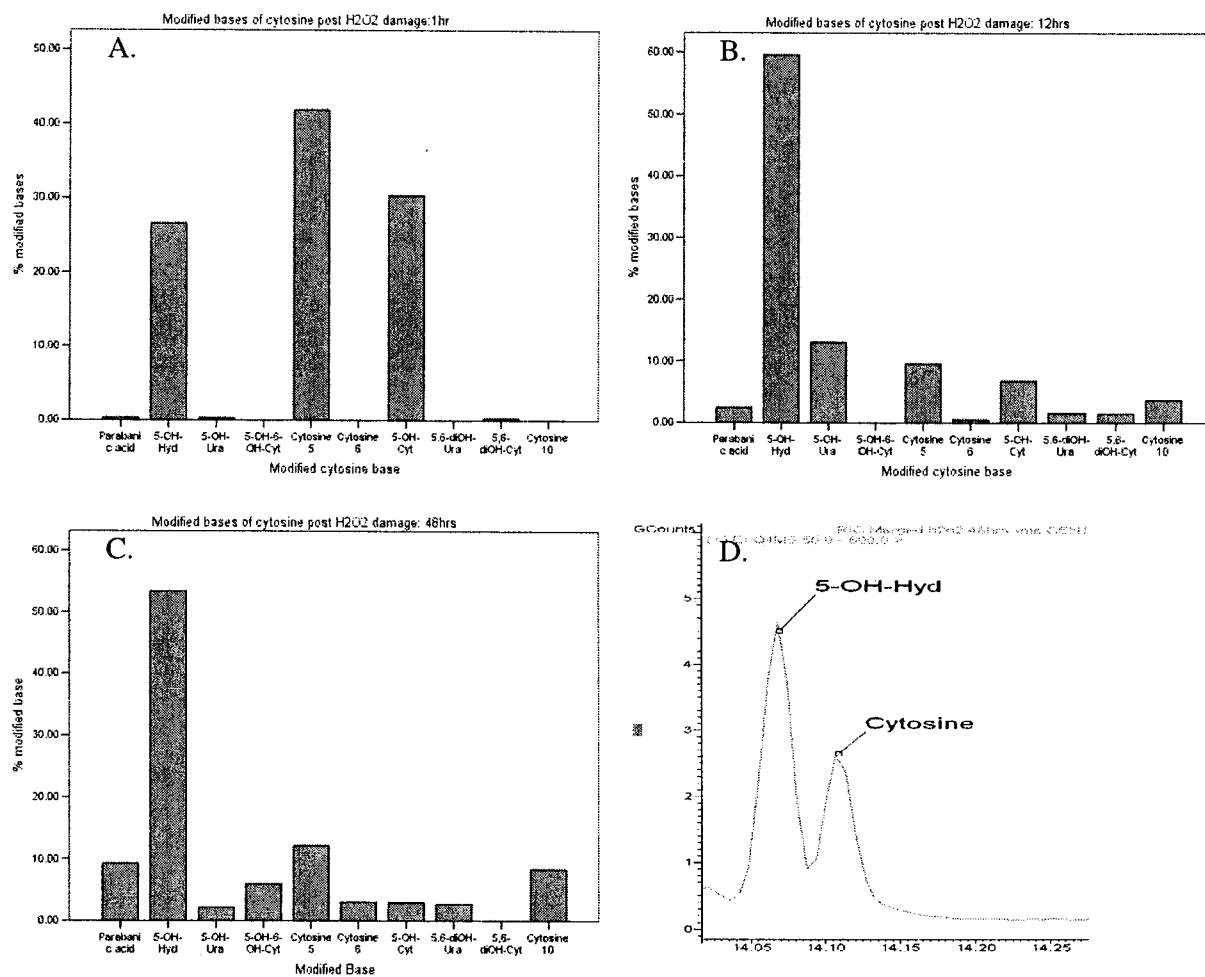 Modified bases of cytosine post H2O2 damage:1hr
A.
50.00
40.00
30.00
20.00
10.00
0.00
% modified bases
Parabani
c acid
5-OH-
Hyd
5-OH-
Ura
5-OH-6-
OH-Cyt
Cytosine
5
Cytosine
6
5-OH-
Cyt
5,6-diOH-
Ura
5,6-
diOH-Cyt
Cytosine
10
Modified cytosine base
Modified bases of cytosine post H2O2 damage: 12hrs
B.
60.00
50.00
40.00
30.00
20.00
10.00
0.00
% modified bases
Parabani
c acid
5-OH-
Hyd
5-OH-
Ura
5-OH-6-
OH-Cyt
Cytosine
5
Cytosine
6
5-OH-
Cyt
5,6-diOH-
Ura
5,6-
diOH-Cyt
Cytosine
10
Modified cytosine base
Modified bases of cytosine post H2O2 damage: 48hrs
C.
60.00
50.00
40.00
30.00
20.00
10.00
0.00
% modified base
Parabani
c acid
5-OH-
Hyd
5-OH-
Ura
5-OH-6-
OH-Cyt
Cytosine
5
Cytosine
6
5-OH-
Cyt
5,6-diOH-
Ura
5,6-
diOH-Cyt
Cytosine
10
Modified Base
GCounts
RIC Merged h2o2 48hrs
D.
5
4
3
2
1
0
5-OH-Hyd
Cytosine
14.05
14.10
14.15
14.20
14.25